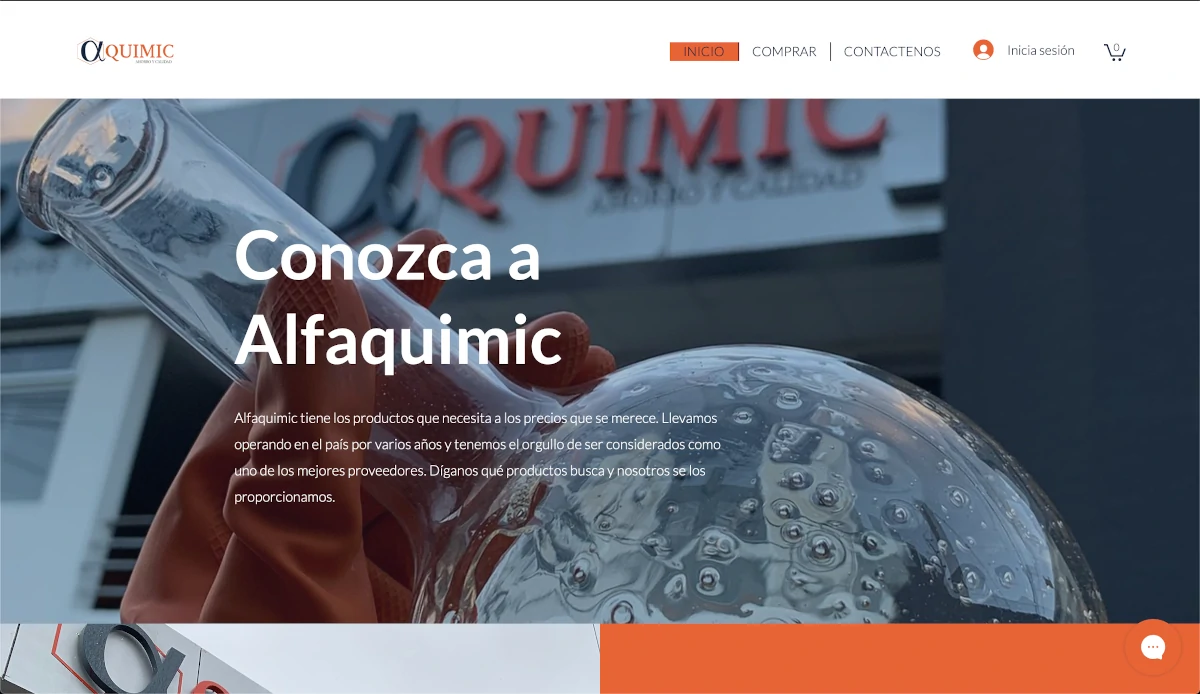 αQUIMIC
AHORRO Y CALIDAD
INICIO
COMPRAR
CONTACTENOS
Inicia sesión
0
αQUIMIC
AHORRO Y CALIDAD
Conozca a
Alfaquimic
Alfaquimic tiene los productos que necesita a los precios que se merece. Llevamos
operando en el país por varios años y tenemos el orgullo de ser considerados como
uno de los mejores proveedores. Díganos qué productos busca y nosotros se los
proporcionamos.
α